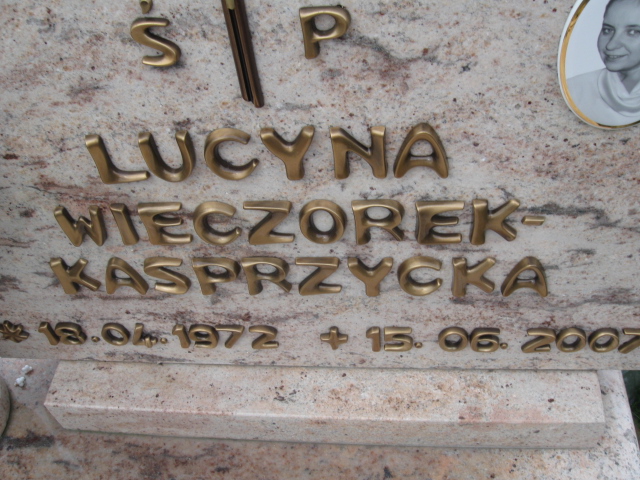 Ś P
LUCYNA
WIECZOREK-
KASPRZYCKA
* 18.04.1972 + 15.06.2007